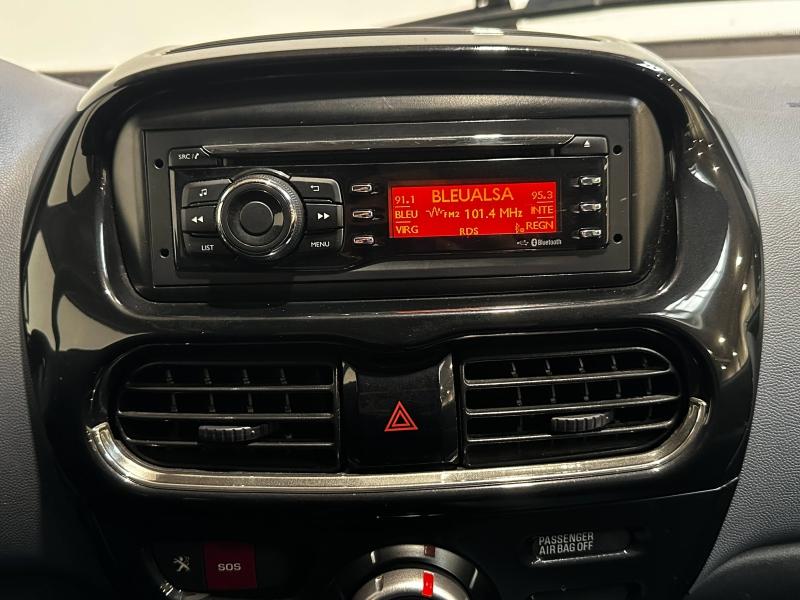 SRC/
BLEUALSA
91.1
95.3
BLEU
FM2 101.4 MHz
INTE
VIRG
RDS
REGN
LIST
MENU
Bluetooth
SOS
PASSENGER
AIR BAG OFF